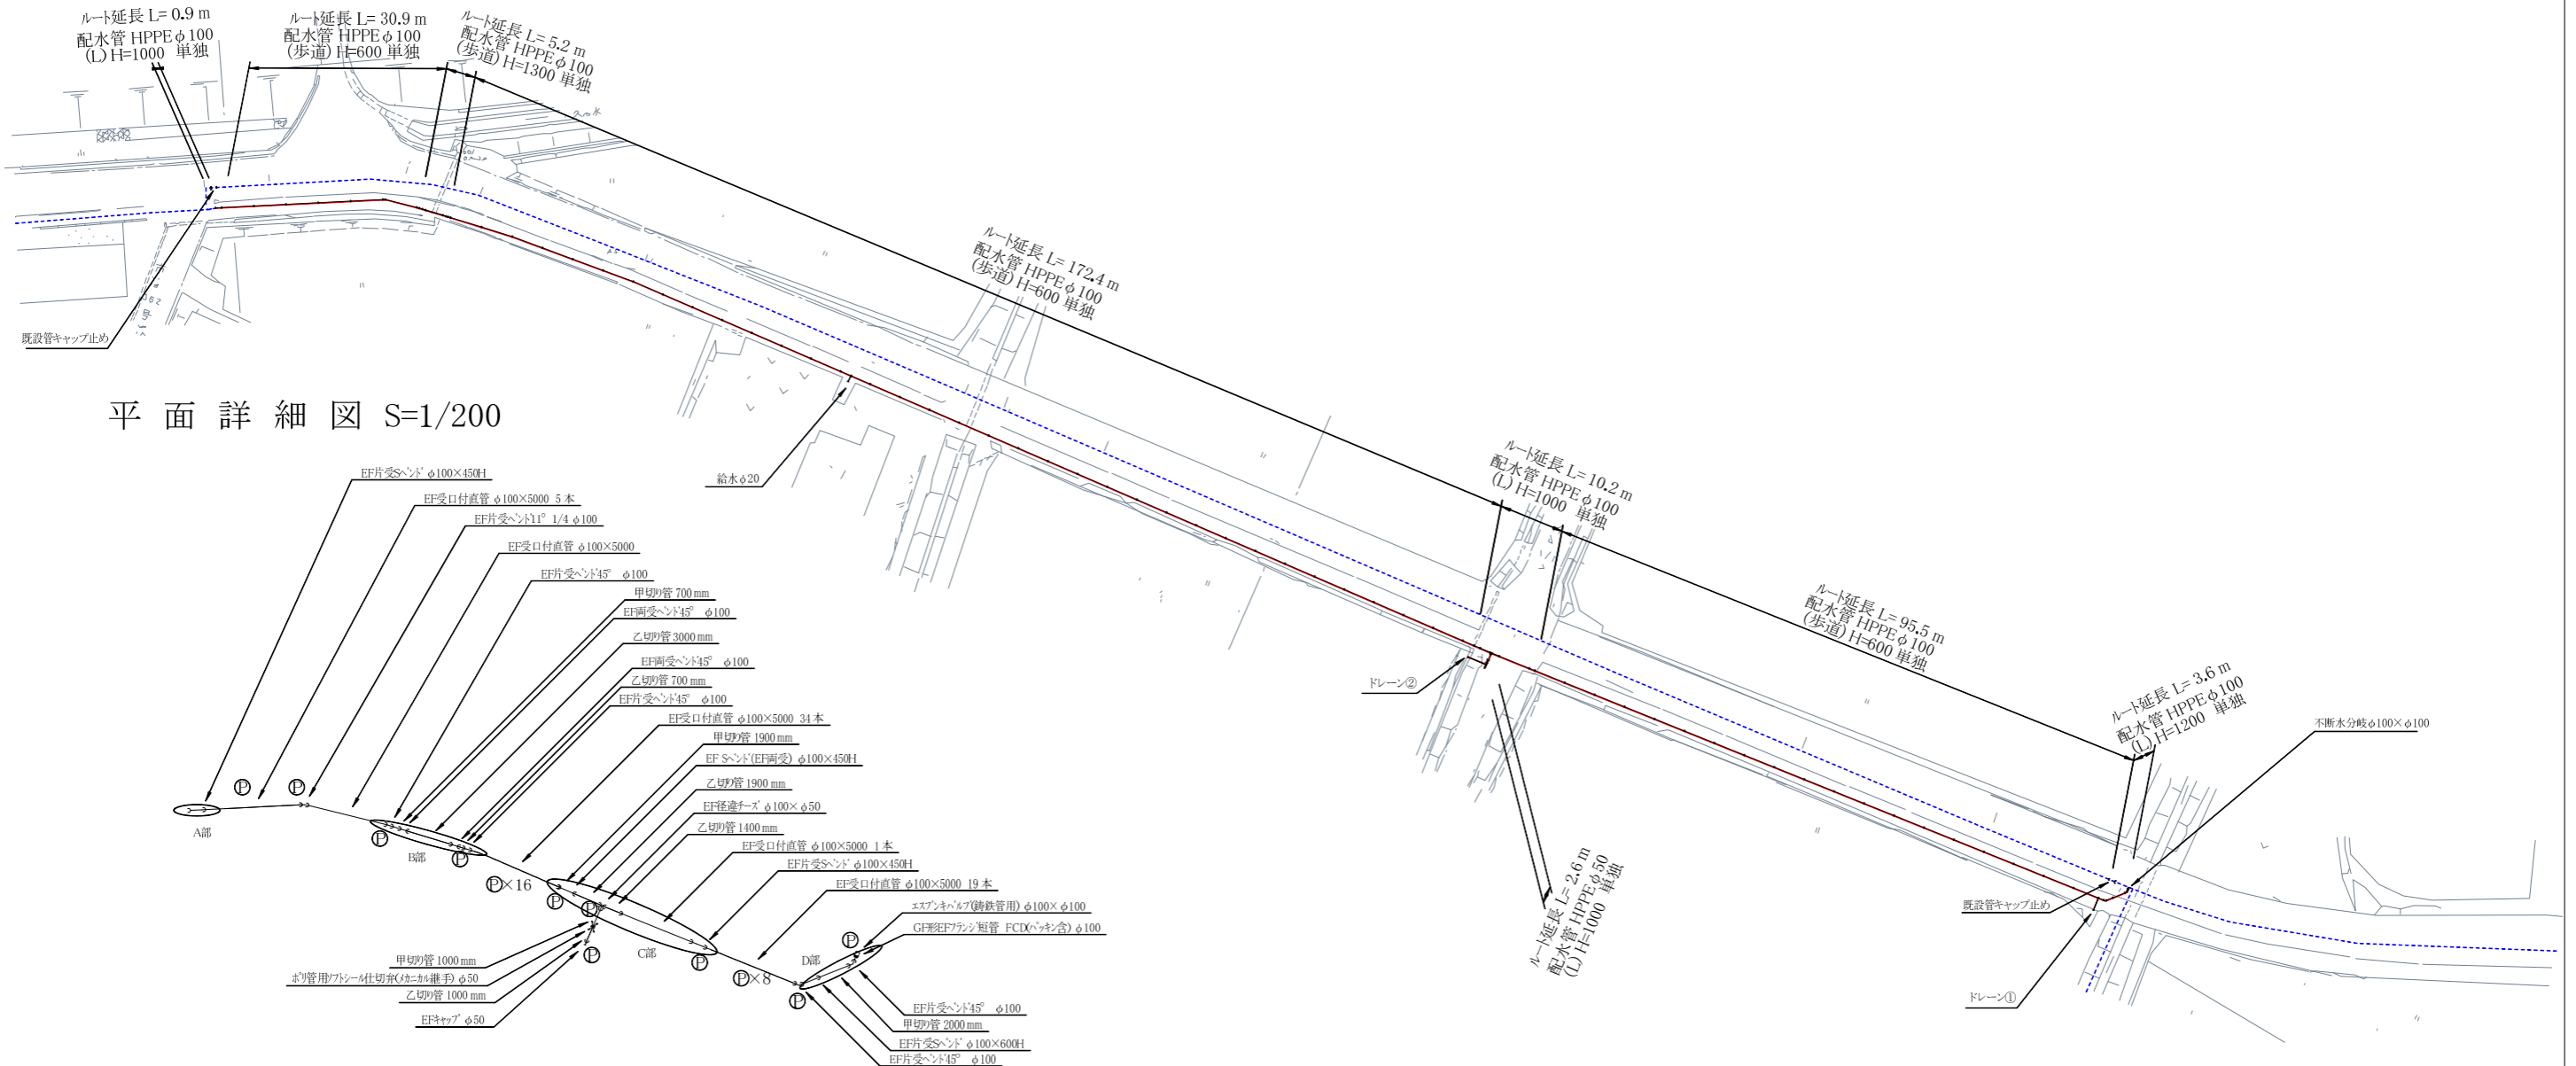 ルート延長 L= 0.9 m
配水管 HPPEφ100
(L) H=1000 単独
ルート延長 L= 30.9 m
配水管 HPPEφ100
(歩道) H=600 単独
ルート延長 L= 5.2 m
配水管 HPPEφ100
(歩道) H=1300 単独
ルート延長 L= 172.4 m
配水管 HPPEφ100
(歩道) H=600 単独
ルート延長 L= 10.2 m
配水管 HPPEφ100
(L) H=1000 単独
ルート延長 L= 95.5 m
配水管 HPPEφ100
(歩道) H=600 単独
ルート延長 L= 3.6 m
配水管 HPPEφ100
(L) H=1200 単独
不断水分岐φ100×φ100
既設管キャップ止め
給水φ20
ドレーン②
ルート延長 L= 2.6 m
配水管 HPPEφ50
(L) H=1000 単独
既設管キャップ止め
ドレーン①
平面詳細図 S=1/200
EF片受Sベンド φ100×450H
EF受口付直管 φ100×5000 5本
EF片受ベンド11° 1/4 φ100
EF受口付直管 φ100×5000
EF片受ベンド45° φ100
甲切り管 700 mm
EF両受ベンド45° φ100
乙切り管 3000 mm
EF両受ベンド45° φ100
乙切り管 700 mm
EF片受ベンド45° φ100
EF受口付直管 φ100×5000 34本
甲切り管 1900 mm
EF Sベンド(EF両受) φ100×450H
乙切り管 1900 mm
EF径違チーズ φ100×φ50
乙切り管 1400 mm
EF受口付直管 φ100×5000 1本
EF片受Sベンド φ100×450H
EF受口付直管 φ100×5000 19本
エスゲンキバルブ(鋳鉄管用) φ100×φ100
GF形EFフランジ短管 FCD(パッキン含) φ100
Ⓟ
Ⓟ
A部
Ⓟ
B部
Ⓟ
Ⓟ×16
Ⓟ
Ⓟ
Ⓟ
C部
Ⓟ
Ⓟ×8
D部
Ⓟ
Ⓟ
甲切り管 1000 mm
ポリ管用ソフトシール仕切弁(メカニカル継手) φ50
乙切り管 1000 mm
EFキャップ φ50
EF片受ベンド45° φ100
甲切り管 2000 mm
EF片受Sベンド φ100×600H
EF片受ベンド45° φ100